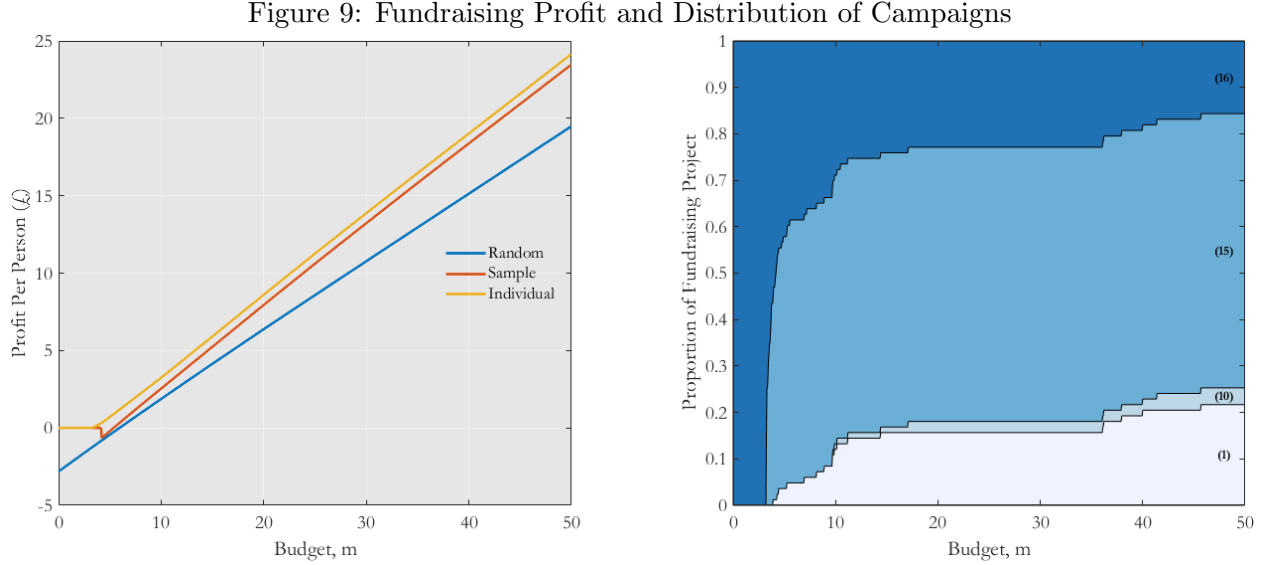 Figure 9: Fundraising Profit and Distribution of Campaigns
25
20
15
10
5
0
-5
Profit Per Person (£)
Random
Sample
Individual
0 10 20 30 40 50
Budget, m
1
0.9
0.8
0.7
0.6
0.5
0.4
0.3
0.2
0.1
0
Proportion of Fundraising Project
(16)
(15)
(10)
(1)
0 10 20 30 40 50
Budget, m